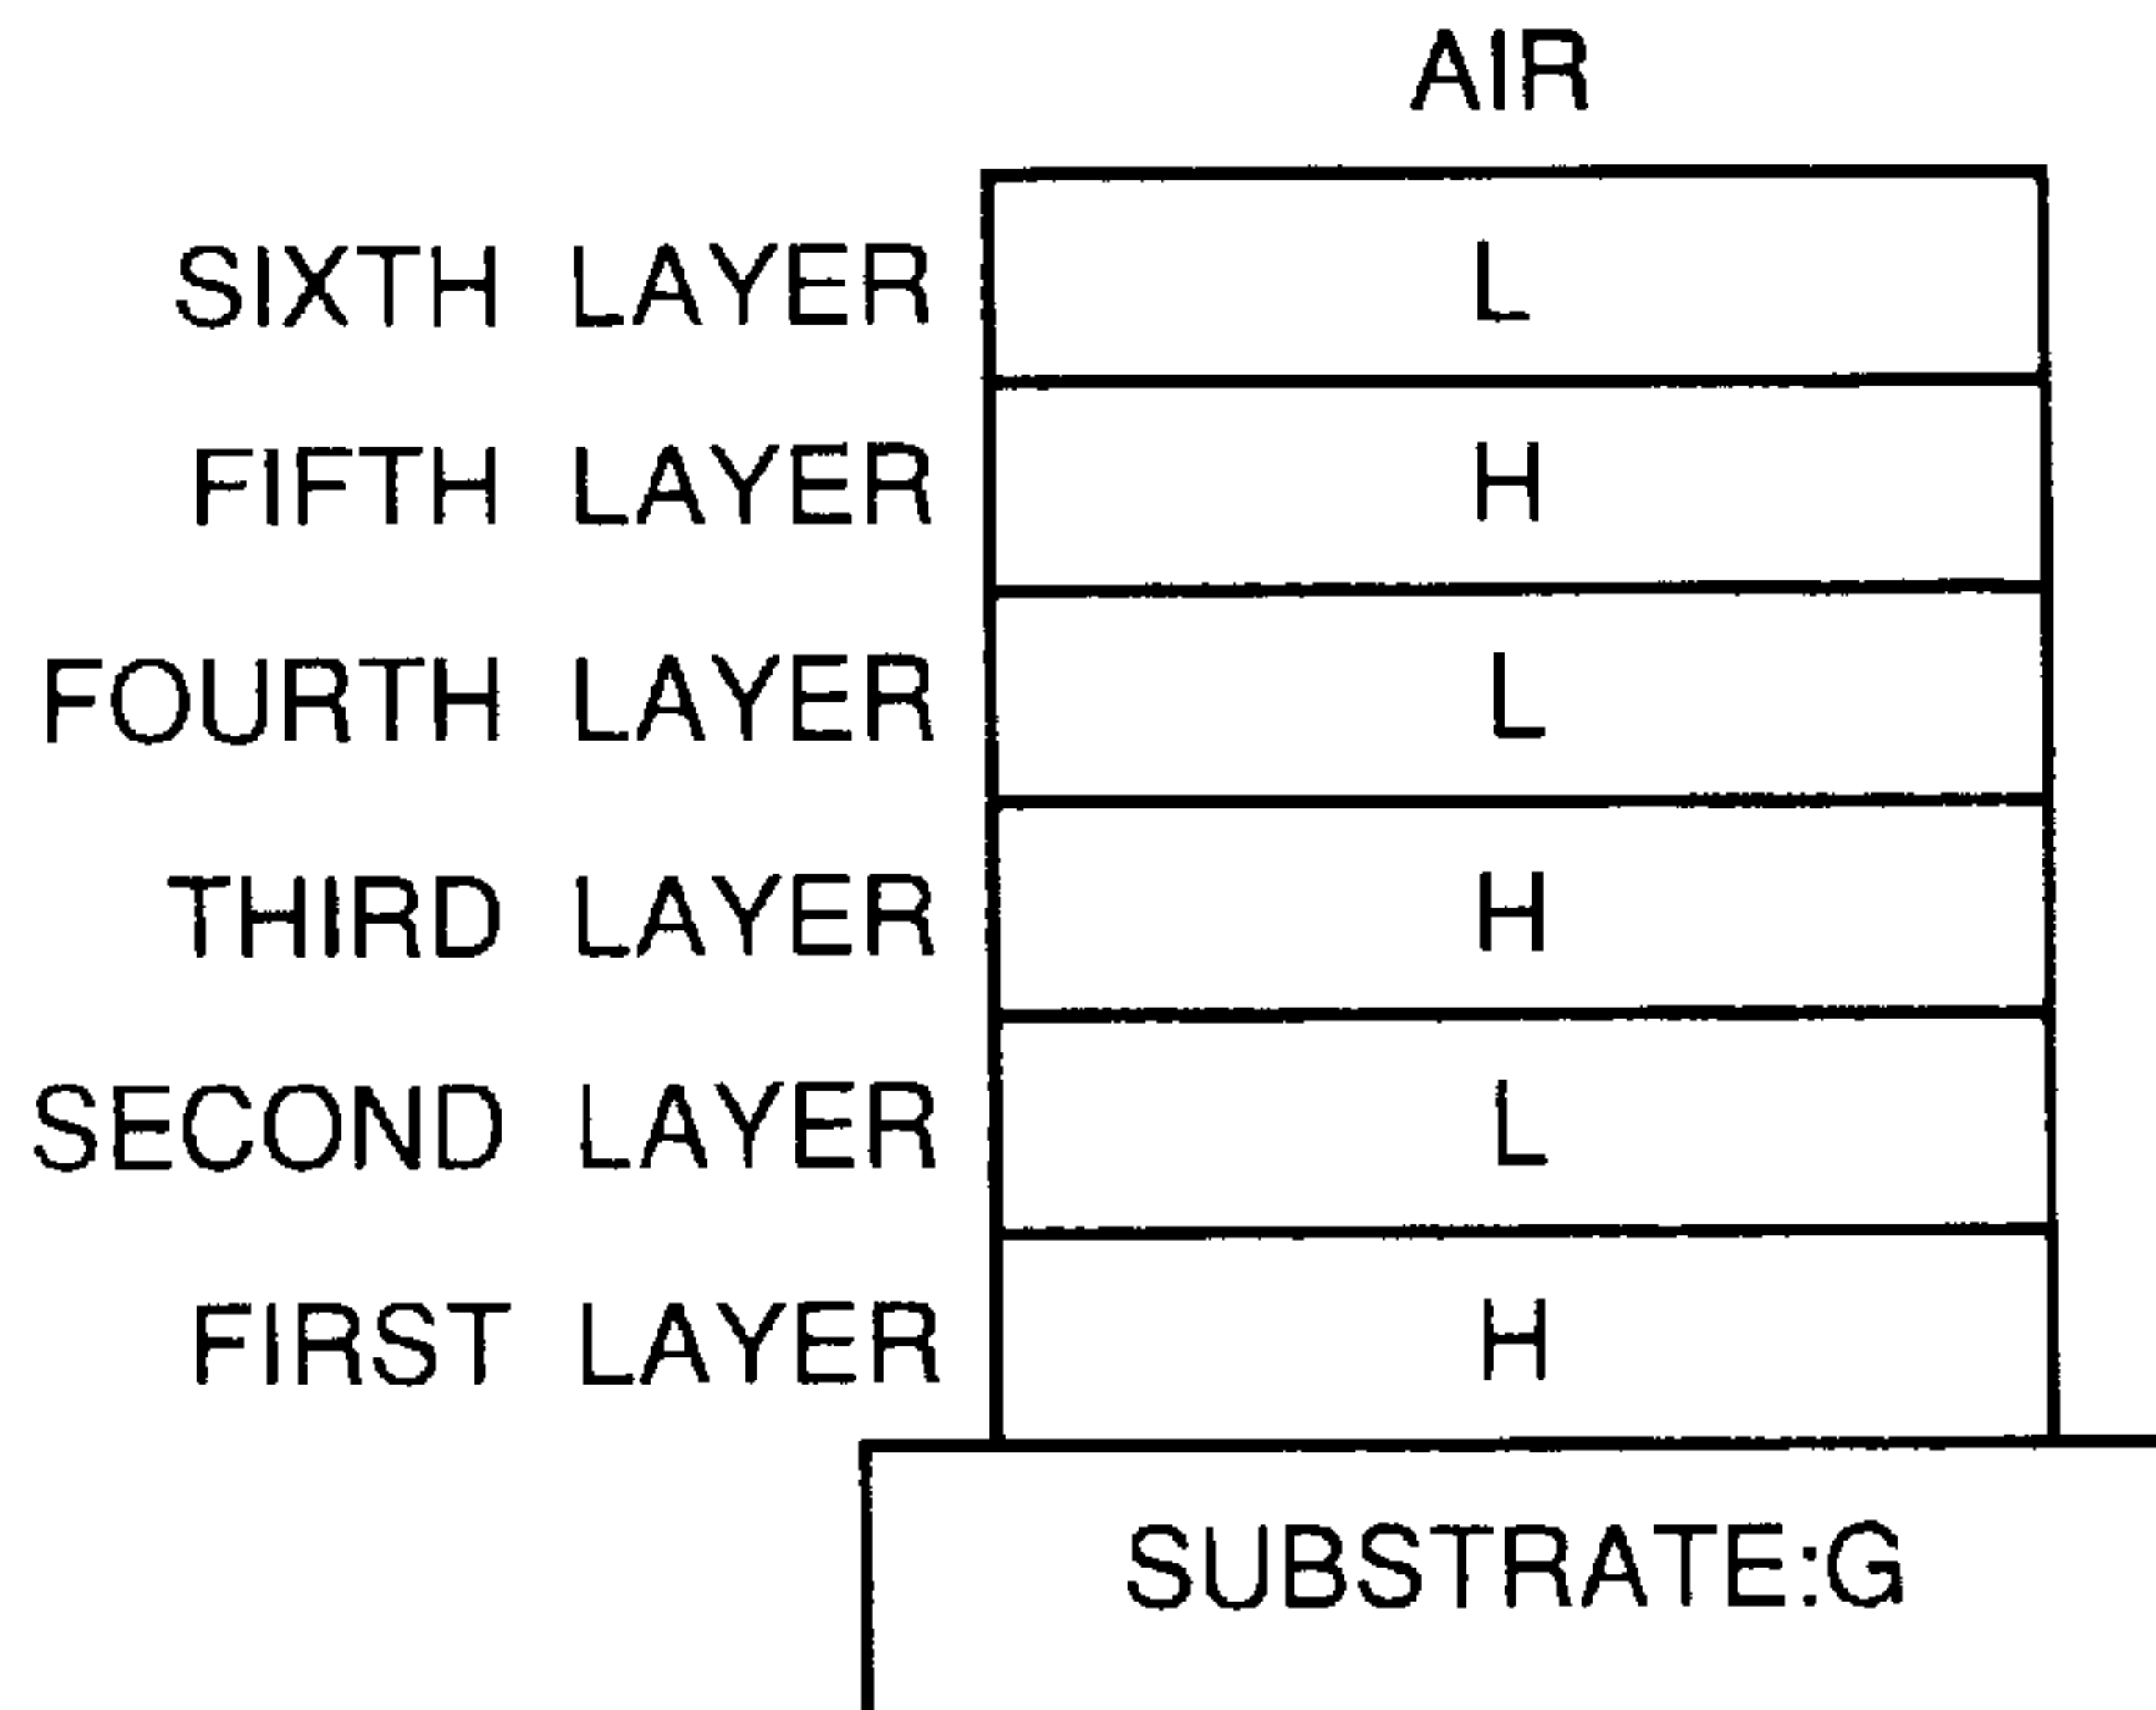 AIR
SIXTH LAYER L
FIFTH LAYER H
FOURTH LAYER L
THIRD LAYER H
SECOND LAYER L
FIRST LAYER H
SUBSTRATE:G